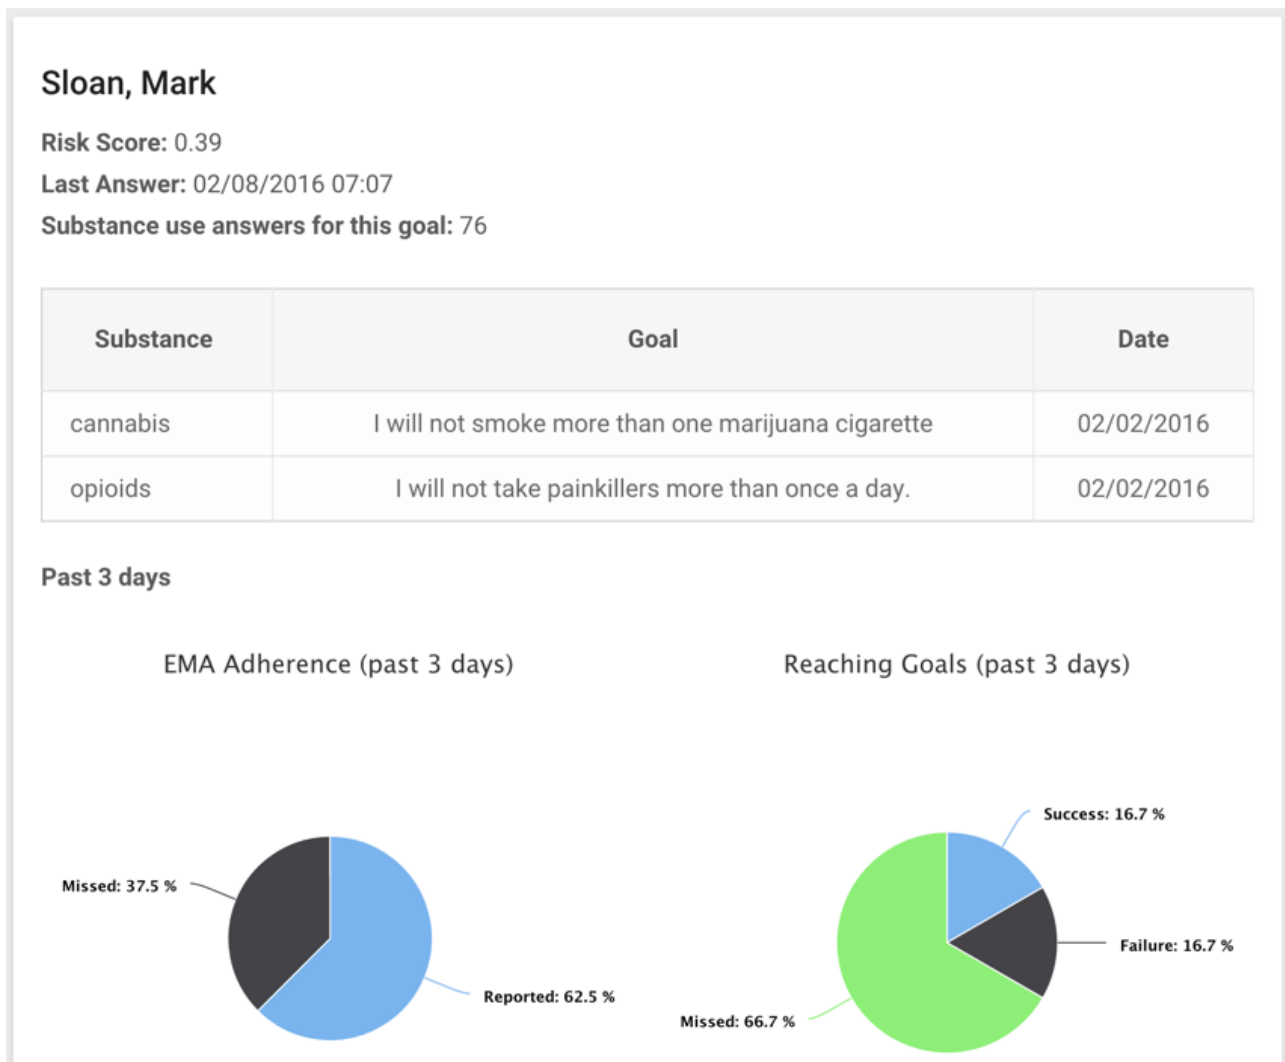 Sloan, Mark
Risk Score: 0.39
Last Answer: 02/08/2016 07:07
Substance use answers for this goal: 76
Substance Goal Date
cannabis I will not smoke more than one marijuana cigarette 02/02/2016
opioids I will not take painkillers more than once a day. 02/02/2016
Past 3 days
EMA Adherence (past 3 days)
Missed: 37.5 %
Reported: 62.5 %
Reaching Goals (past 3 days)
Success: 16.7 %
Failure: 16.7 %
Missed: 66.7 %